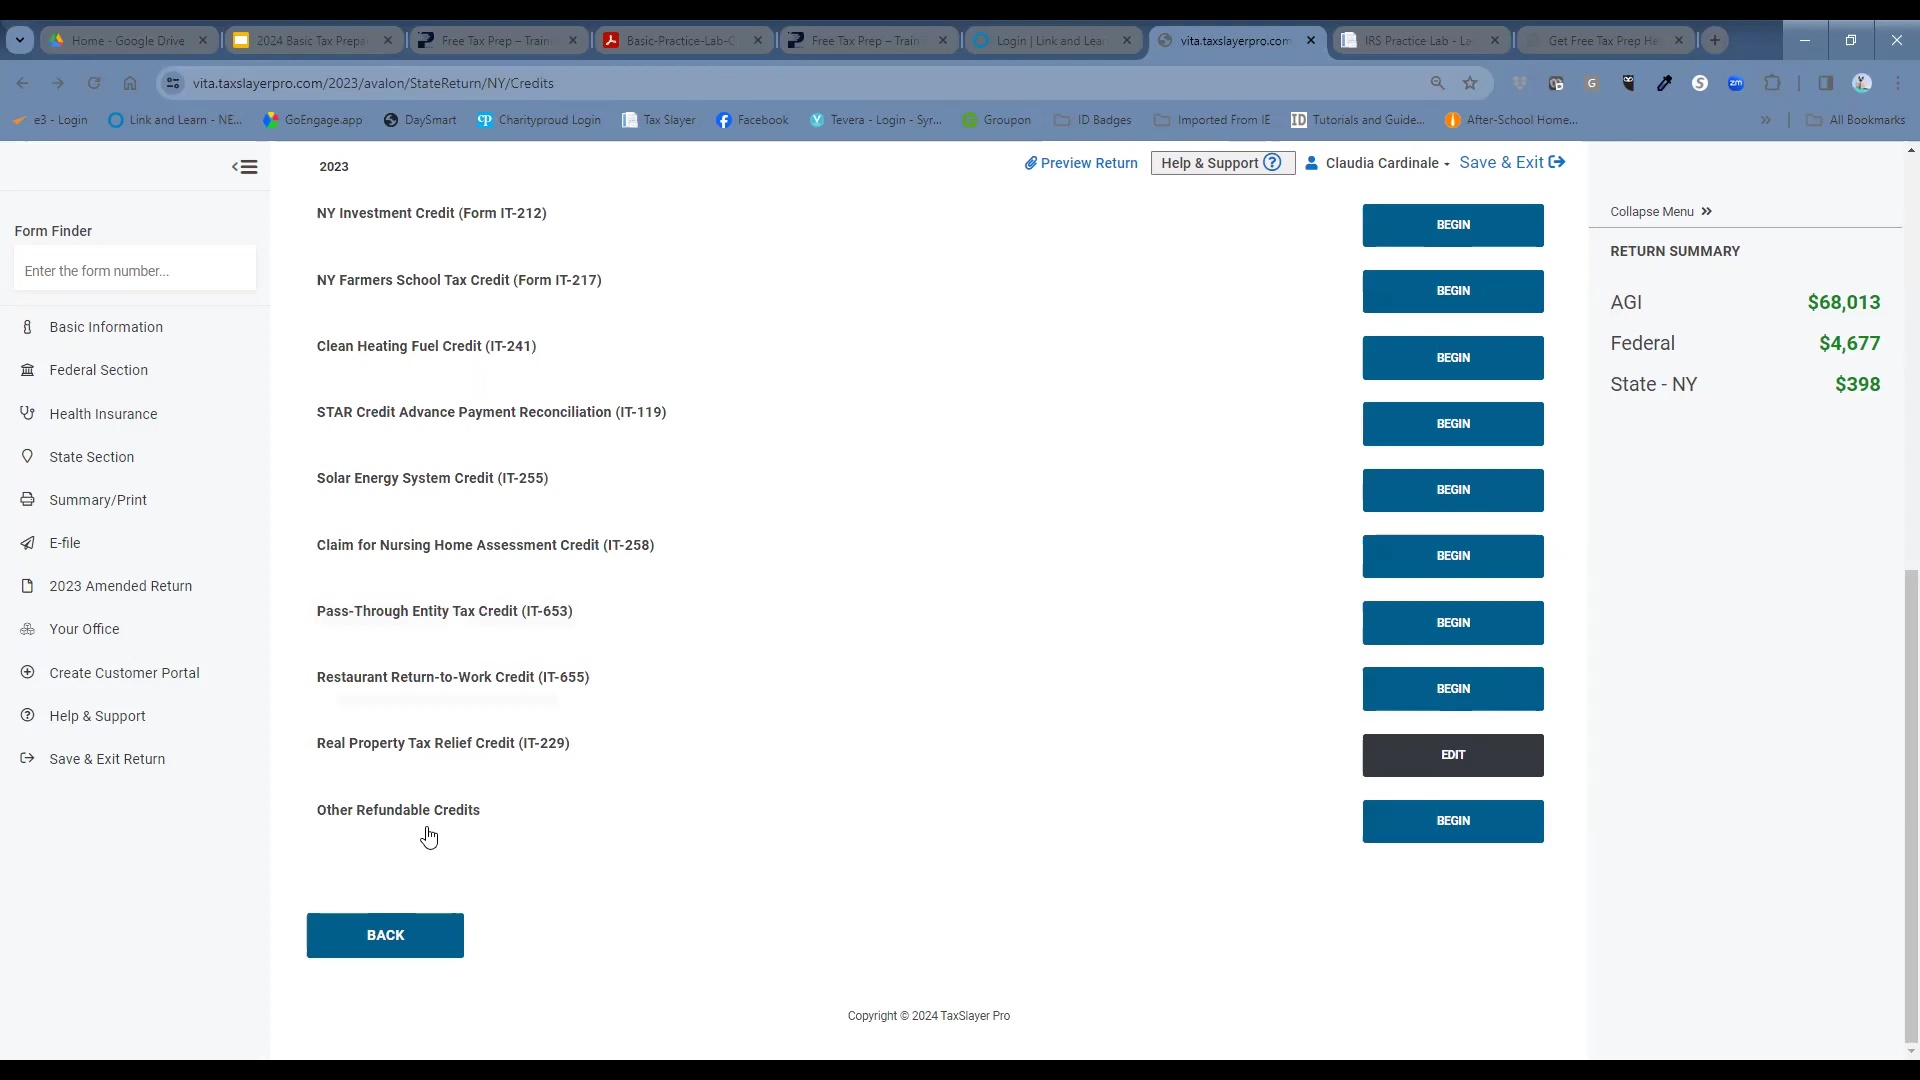 Home - Google Drive
2024 Basic Tax Prepa
Free Tax Prep – Train
Basic-Practice-Lab-C
Free Tax Prep – Train
Login | Link and Lea
vita.taxslayerpro.com
IRS Practice Lab - La
Get Free Tax Prep He
vita.taxslayerpro.com/2023/avalon/StateReturn/NY/Credits
e3 - Login
Link and Learn - NE...
GoEngage.app
DaySmart
Charityproud Login
Tax Slayer
Facebook
Tevera - Login - Syr...
Groupon
ID Badges
Imported From IE
Tutorials and Guide...
After-School Home...
All Bookmarks
2023
Preview Return
Help & Support
Claudia Cardinale
Save & Exit
Form Finder
Enter the form number...
Basic Information
Federal Section
Health Insurance
State Section
Summary/Print
E-file
2023 Amended Return
Your Office
Create Customer Portal
Help & Support
Save & Exit Return
NY Investment Credit (Form IT-212)
BEGIN
NY Farmers School Tax Credit (Form IT-217)
BEGIN
Clean Heating Fuel Credit (IT-241)
BEGIN
STAR Credit Advance Payment Reconciliation (IT-119)
BEGIN
Solar Energy System Credit (IT-255)
BEGIN
Claim for Nursing Home Assessment Credit (IT-258)
BEGIN
Pass-Through Entity Tax Credit (IT-653)
BEGIN
Restaurant Return-to-Work Credit (IT-655)
BEGIN
Real Property Tax Relief Credit (IT-229)
EDIT
Other Refundable Credits
BEGIN
BACK
Copyright © 2024 TaxSlayer Pro
Collapse Menu
RETURN SUMMARY
AGI $68,013
Federal $4,677
State - NY $398